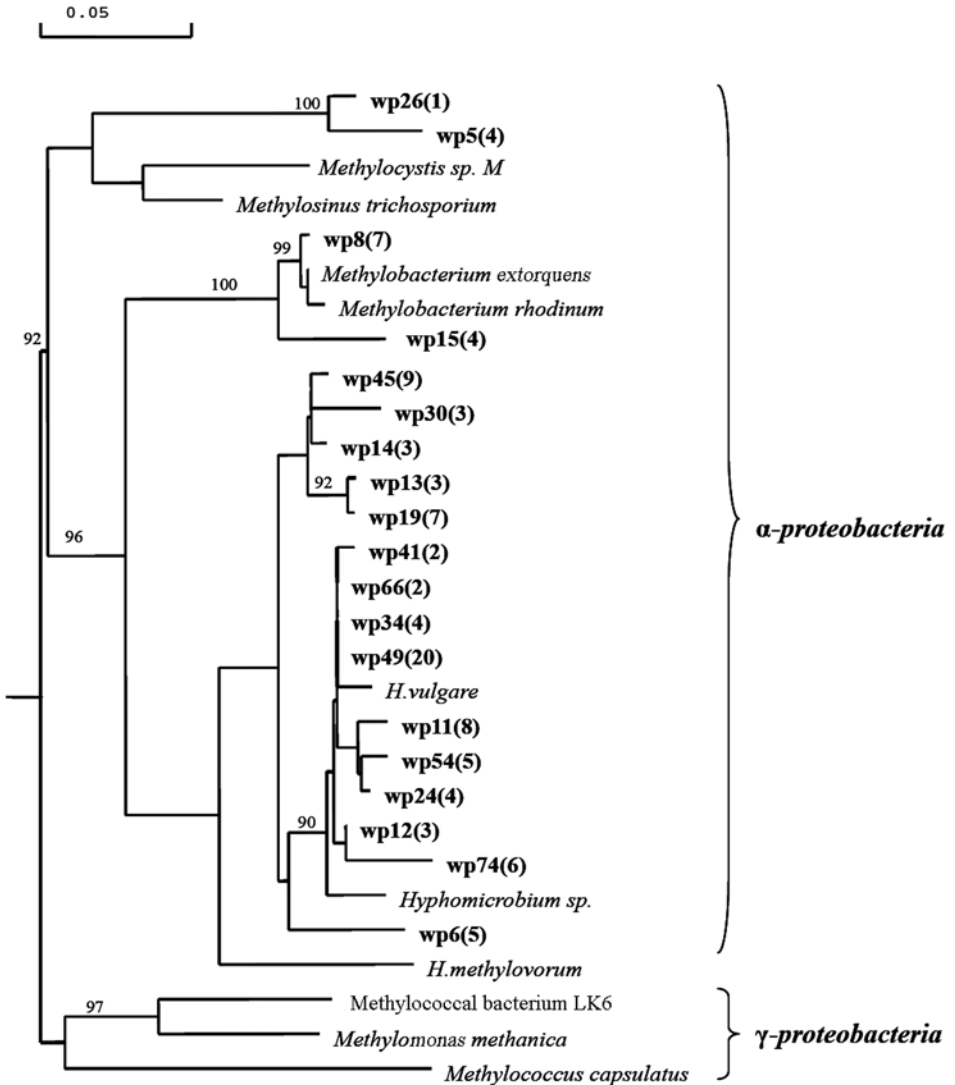 0.05
100
wp26(1)
wp5(4)
Methylocystis sp. M
Methylosinus trichosporium
99
wp8(7)
Methylobacterium extorquens
100
Methylobacterium rhodinum
92
wp15(4)
wp45(9)
wp30(3)
wp14(3)
92
wp13(3)
wp19(7)
α-proteobacteria
96
wp41(2)
wp66(2)
wp34(4)
wp49(20)
H.vulgare
wp11(8)
wp54(5)
wp24(4)
90
wp12(3)
wp74(6)
Hyphomicrobium sp.
wp6(5)
H.methylovorum
97
Methylococcal bacterium LK6
Methylomonas methanica
γ-proteobacteria
Methylococcus capsulatus